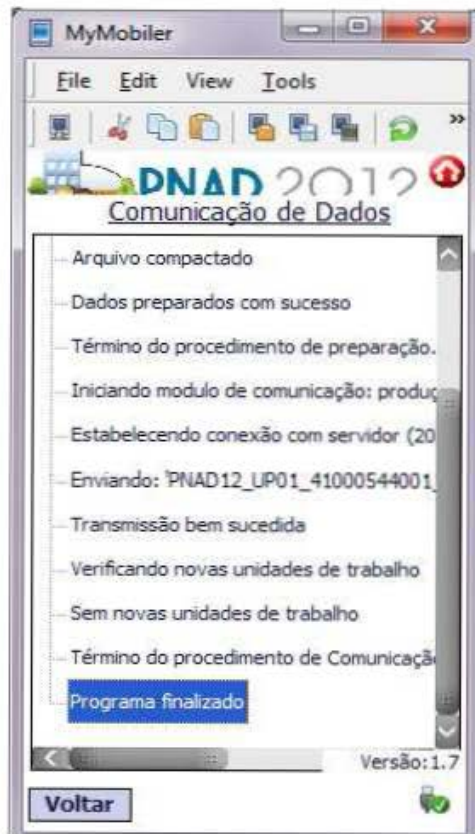 MyMobiler
File Edit View Tools
»
PNAD 2012
Comunicação de Dados
Arquivo compactado
Dados preparados com sucesso
Término do procedimento de preparação.
Iniciando modulo de comunicação: produç
Estabelecendo conexão com servidor (20
Enviando: 'PNAD12_UP01_41000544001_
Transmissão bem sucedida
Verificando novas unidades de trabalho
Sem novas unidades de trabalho
Término do procedimento de Comunicaçã
Programa finalizado
Versão:1.7
Voltar